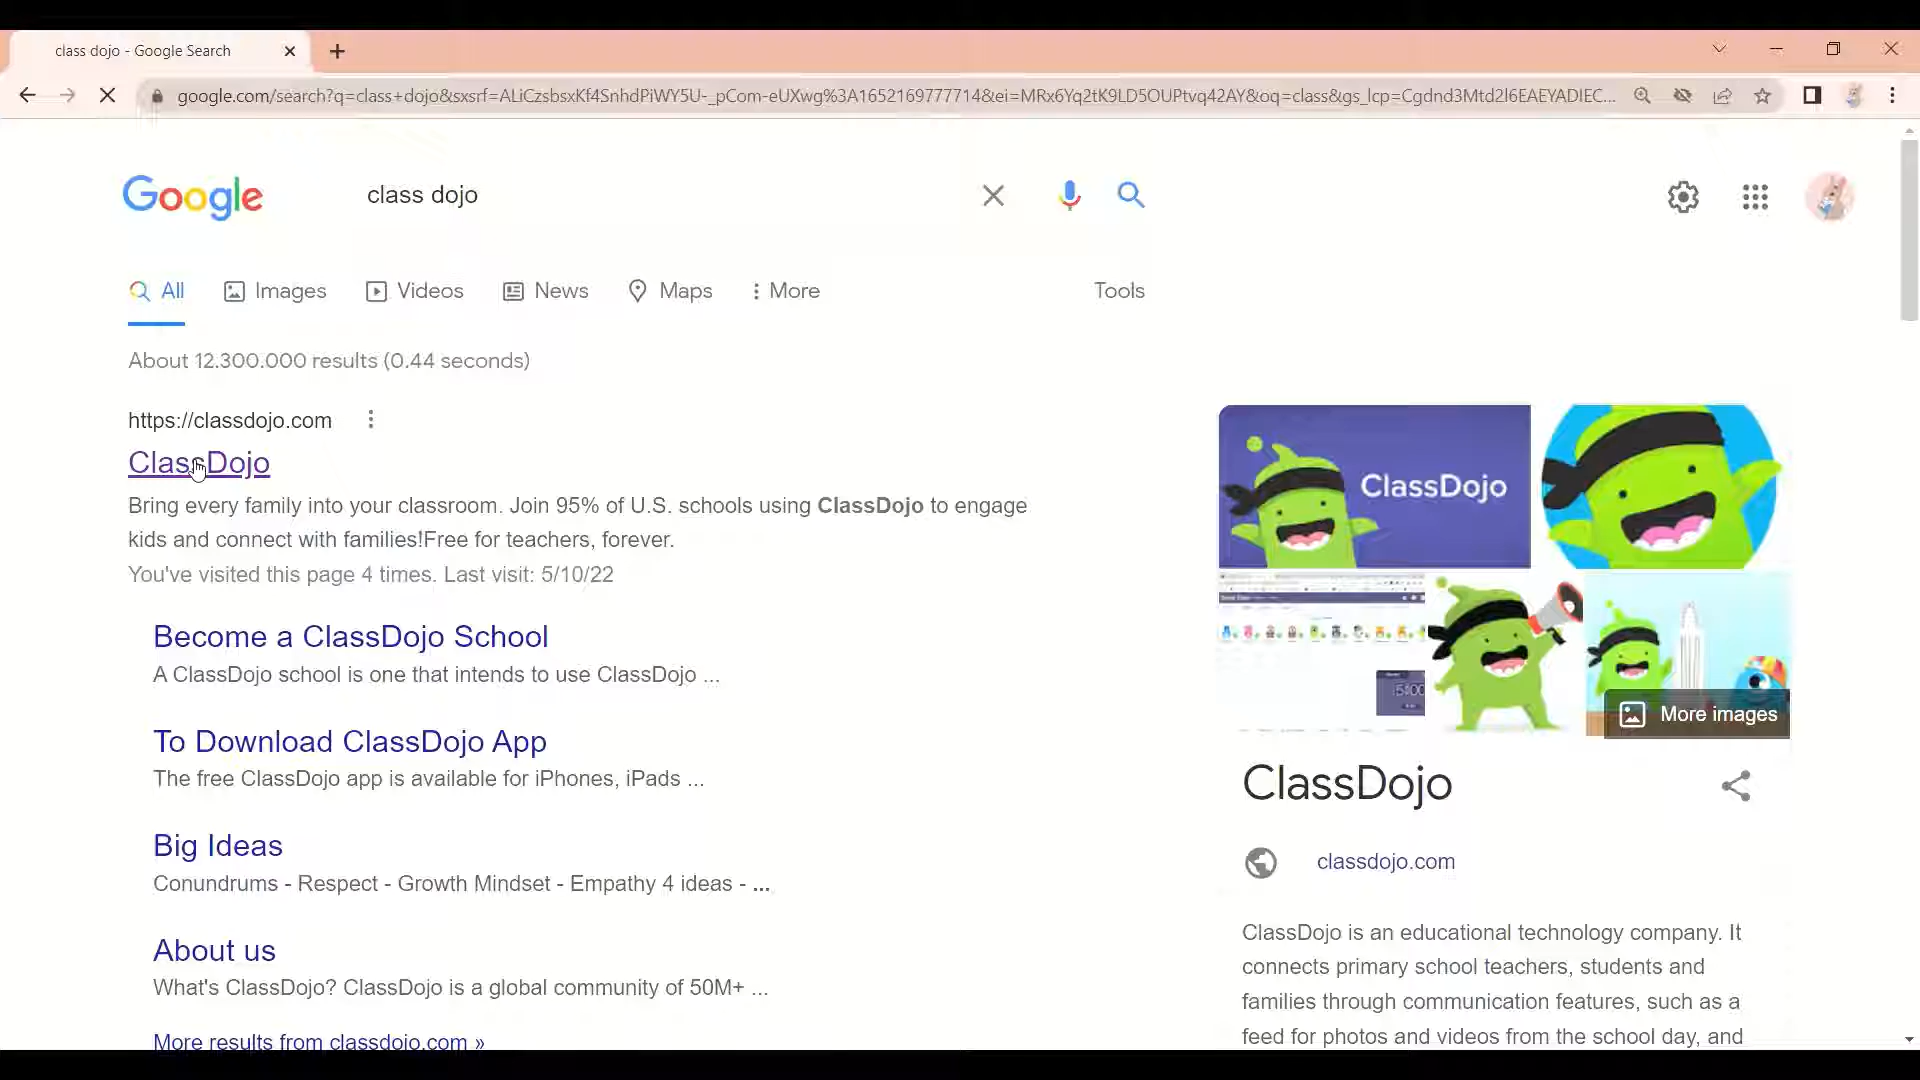 class dojo - Google Search
google.com/search?q=class+dojo&sxsrf=ALiCzsbsxKf4SnhdPiWY5U-_pCom-eUXwg%3A1652169777714&ei=MRx6Yq2tK9LD5OUPtvq42AY&oq=class&gs_lcp=Cgdnd3Mtd2l6EAEYADIEC...
Google
class dojo
All
Images
Videos
News
Maps
More
Tools
About 12.300.000 results (0.44 seconds)
https://classdojo.com
ClassDojo
Bring every family into your classroom. Join 95% of U.S. schools using ClassDojo to engage
kids and connect with families!Free for teachers, forever.
You've visited this page 4 times. Last visit: 5/10/22
Become a ClassDojo School
A ClassDojo school is one that intends to use ClassDojo ...
To Download ClassDojo App
The free ClassDojo app is available for iPhones, iPads ...
Big Ideas
Conundrums - Respect - Growth Mindset - Empathy 4 ideas - ...
About us
What's ClassDojo? ClassDojo is a global community of 50M+ ...
More results from classdojo.com »
ClassDojo
5:00
More images
ClassDojo
classdojo.com
ClassDojo is an educational technology company. It
connects primary school teachers, students and
families through communication features, such as a
feed for photos and videos from the school day, and